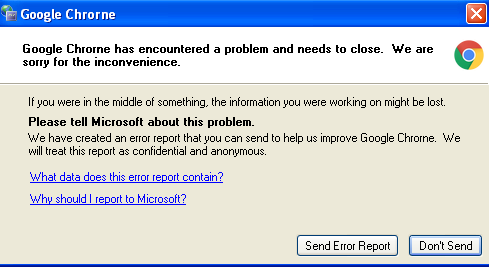 Google Chrorne
Google Chrorne has encountered a problem and needs to close. We are
sorry for the inconvenience.
If you were in the middle of something, the information you were working on might be lost.
Please tell Microsoft about this problem.
We have created an error report that you can send to help us improve Google Chrorne. We
will treat this report as confidential and anonymous.
What data does this error report contain?
Why should I report to Microsoft?
Send Error Report
Don't Send